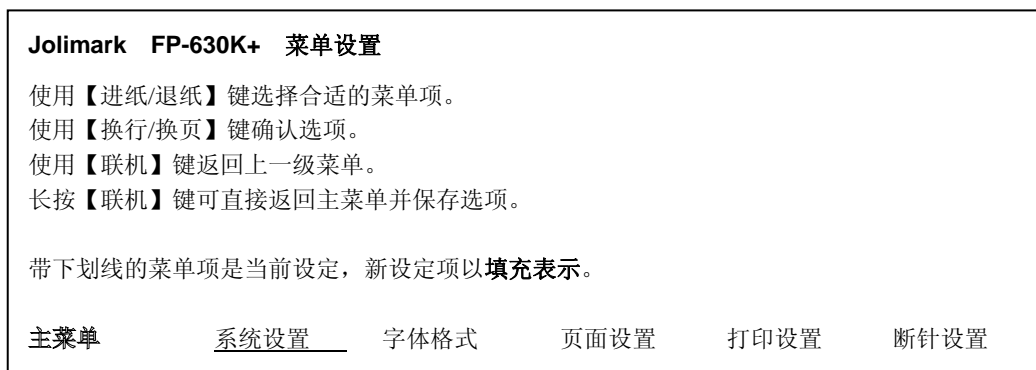 Jolimark FP-630K+ 菜单设置
使用【进纸/退纸】键选择合适的菜单项。
使用【换行/换页】键确认选项。
使用【联机】键返回上一级菜单。
长按【联机】键可直接返回主菜单并保存选项。
带下划线的菜单项是当前设定，新设定项以填充表示。
主菜单 系统设置 字体格式 页面设置 打印设置 断针设置